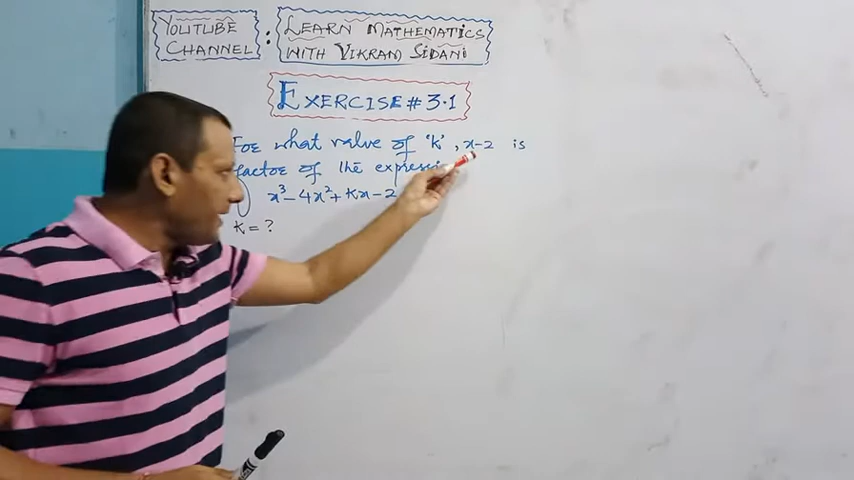 YOUTUBE CHANNEL : LEARN MATHEMATICS WITH VIKRAM SIDANI
EXERCISE # 3.1
For what value of 'k', x-2 is
factor of the expression
x³-4x²+kx-2
k = ?